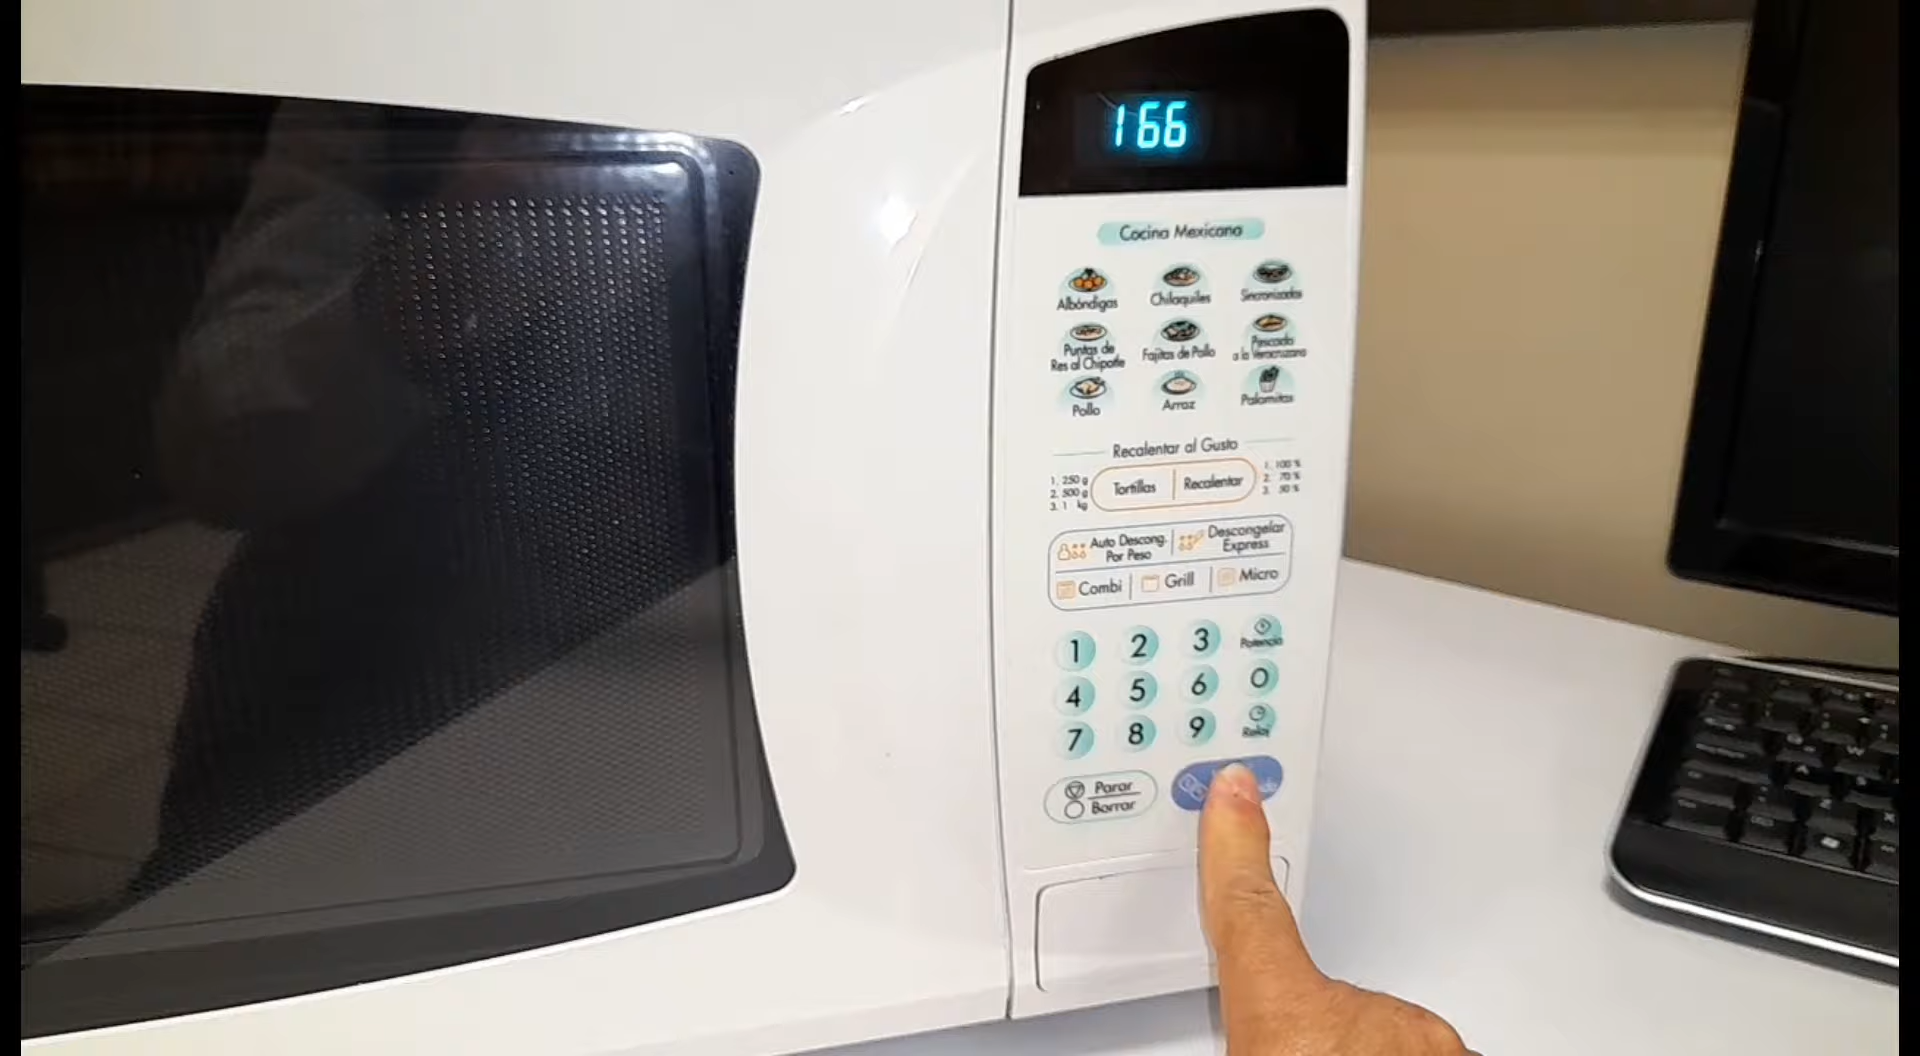 166
Cocina Mexicana
Albóndigas
Chilaquiles
Sincronizadas
Puntas de
Res al Chipotle
Fajitas de Pollo
Pescado
a la Veracruzana
Pollo
Arroz
Palomitas
Recalentar al Gusto
1. 250 g
2. 500 g
3. 1 kg
Tortillas
Recalentar
1. 100 %
2. 70 %
3. 50 %
Auto Descong.
Por Peso
Descongelar
Express
Combi
Grill
Micro
1 2 3
Potencia
4 5 6 0
7 8 9
Reloj
Parar
Borrar